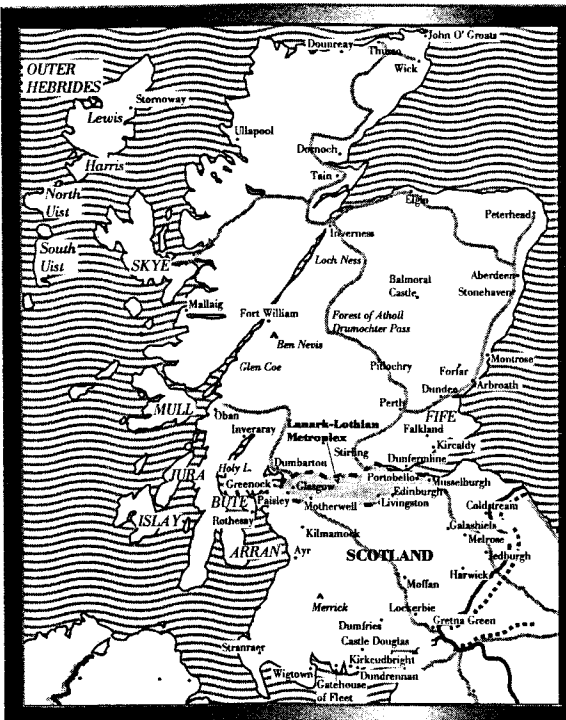 John O' Groats
Dounreay
Thurso
Wick
OUTER
HEBRIDES
Stornoway
Lewis
Ullapool
Harris
Dornoch
Tain
North
Uist
Elgin
Peterhead
Inverness
South
Uist
SKYE
Loch Ness
Aberdeen
Balmoral
Castle
Stonehaven
Mallaig
Fort William
Forest of Atholl
Drumochter Pass
Ben Nevis
Glen Coe
Pitlochry
Montrose
Forfar
Dundee
Arbroath
Perth
MULL
Oban
FIFE
Inveraray
Lanark-Lothian
Metroplex
Falkland
Kircaldy
Stirling
Dunfermline
Holy L.
Dumbarton
JURA
Greenock
Glasgow
Portobello
Musselburgh
Edinburgh
BUTE
Paisley
Motherwell
Livingston
Coldstream
ISLAY
Rothesay
Galashiels
Melrose
Kilmamock
ARRAN
Ayr
SCOTLAND
Jedburgh
Harwick
Moffan
Merrick
Lockerbie
Gretna Green
Dumfries
Stranraer
Castle Douglas
Kirkcudbright
Wigtown
Dundrennan
Gatehouse
of Fleet